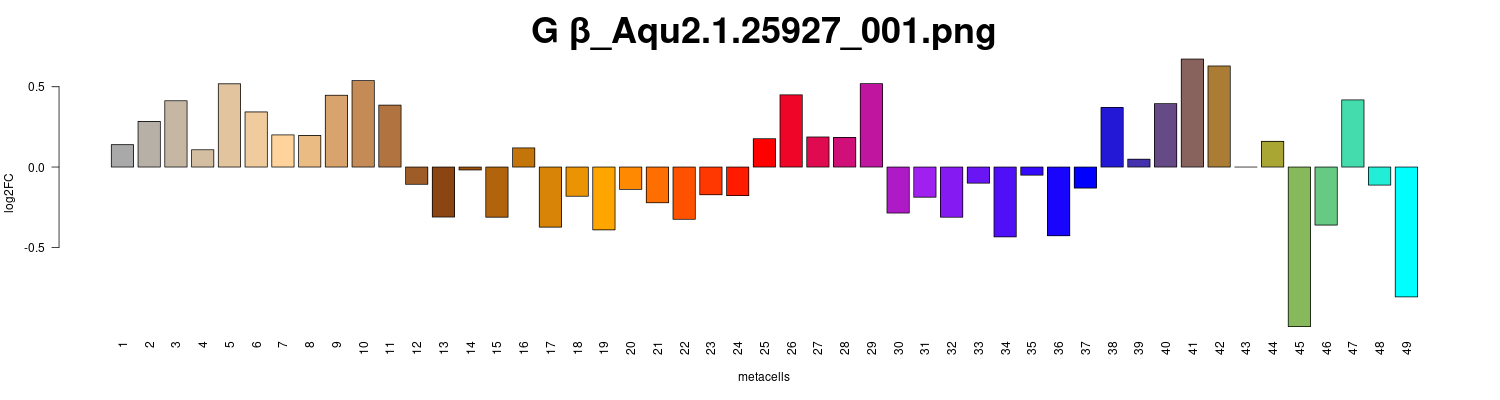 G β_Aqu2.1.25927_001.png
log2FC
0.5
0.0
-0.5
1 2 3 4 5 6 7 8 9 10 11 12 13 14 15 16 17 18 19 20 21 22 23 24 25 26 27 28 29 30 31 32 33 34 35 36 37 38 39 40 41 42 43 44 45 46 47 48 49
metacells